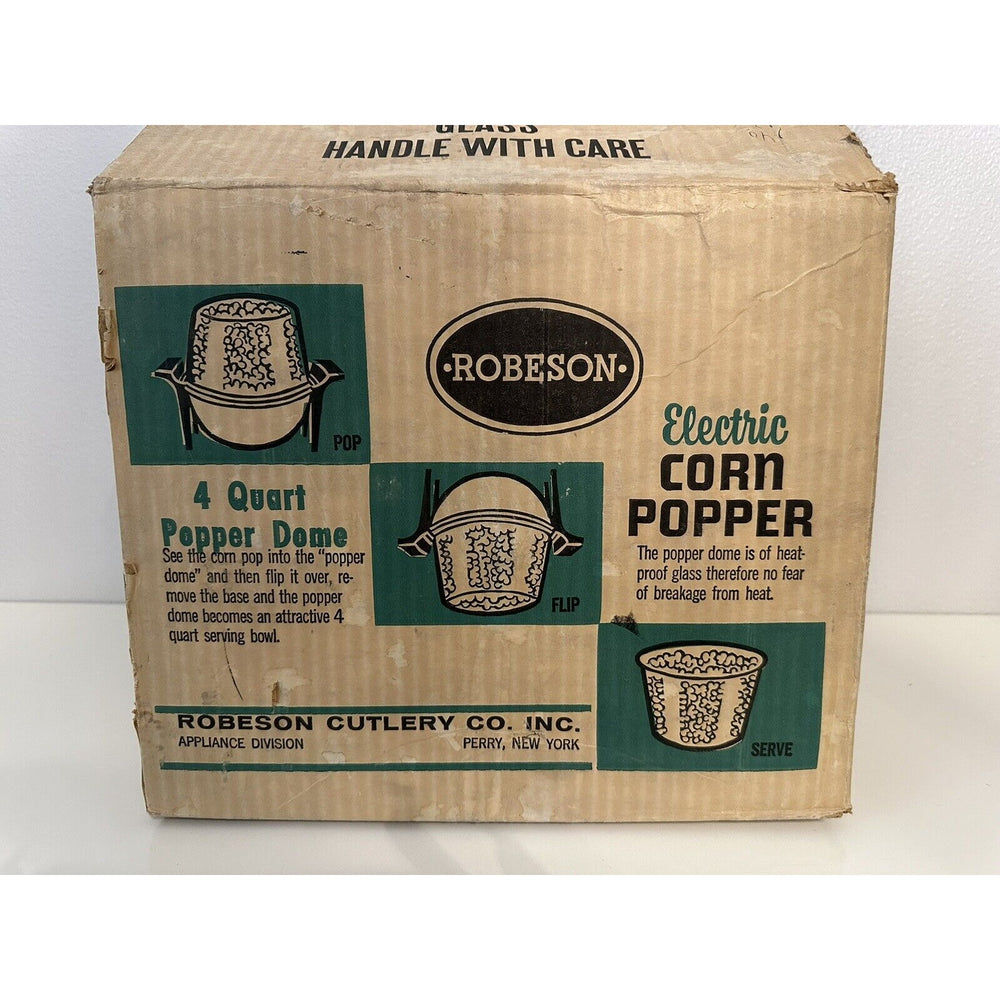 GLASS
HANDLE WITH CARE
·ROBESON·
POP
4 Quart
Popper Dome
See the corn pop into the “popper
dome” and then flip it over, re-
move the base and the popper
dome becomes an attractive 4
quart serving bowl.
FLIP
Electric
CORN
POPPER
The popper dome is of heat-
proof glass therefore no fear
of breakage from heat.
SERVE
ROBESON CUTLERY CO. INC.
APPLIANCE DIVISION PERRY, NEW YORK